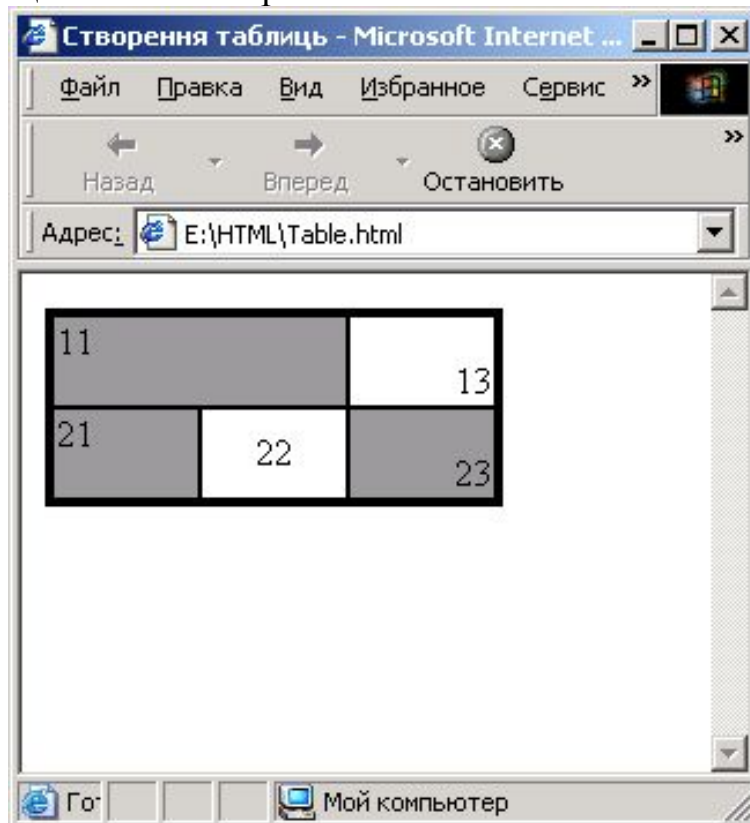 Створення таблиць - Microsoft Internet ...
Файл Правка Вид Избранное Сервис »
Назад Вперед Остановить »
Адрес: E:\HTML\Table.html
11
13
21
22
23
Мой компьютер